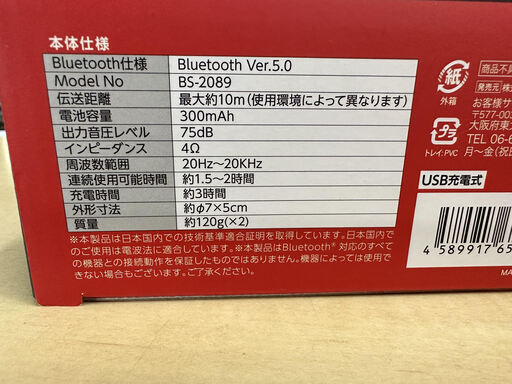 本体仕様
Bluetooth仕様 Bluetooth Ver.5.0
Model No BS-2089
伝送距離 最大約10m(使用環境によって異なります)
電池容量 300mAh
出力音圧レベル 75dB
インピーダンス 4Ω
周波数範囲 20Hz〜20KHz
連続使用可能時間 約1.5〜2時間
充電時間 約3時間
外形寸法 約φ7×5cm
質量 約120g(×2)
※本製品は日本国内での技術基準適合証明を取得しています。※日本国内で
のご使用は電波法に適合しています。※本製品はBluetooth® 対応のすべて
の機器との接続動作を保証したものではありません。機器によっては使用で
きない場合もございます。ご了承ください。
紙
外箱
トレイ:PVC
商品不具
発売元 株式
お客様サ
〒577-00
大阪府東大
TEL 06-6
月〜金(祝日
USB充電式
4 589917 65
MA